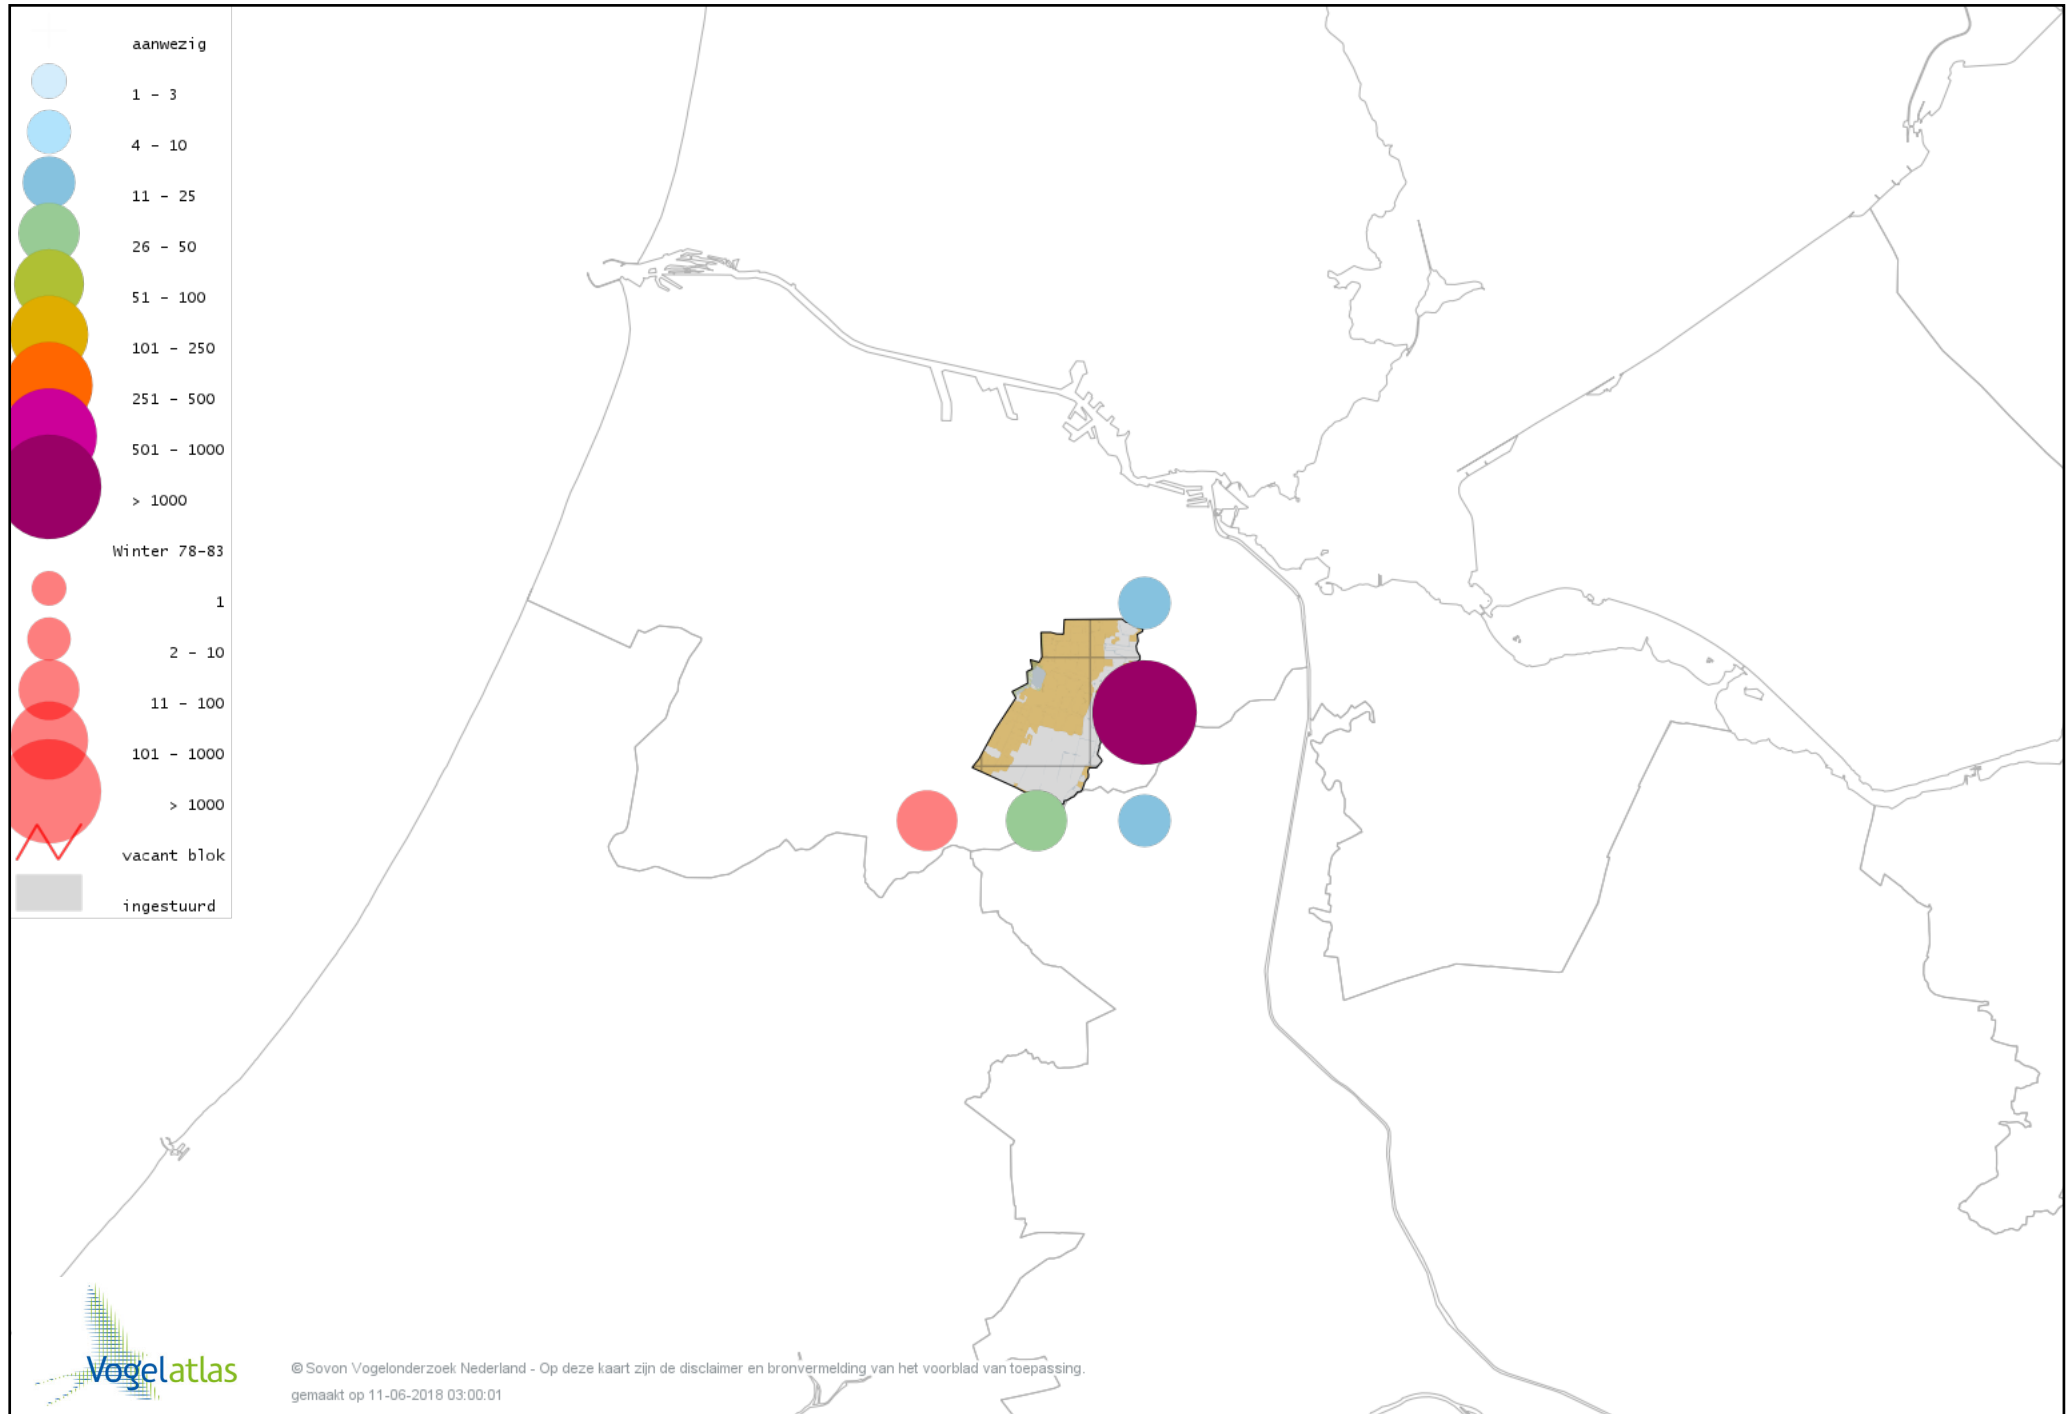 aanwezig
1 – 3
4 – 10
11 – 25
26 – 50
51 – 100
101 – 250
251 – 500
501 – 1000
> 1000
Winter 78–83
1
2 – 10
11 – 100
101 – 1000
> 1000
vacant blok
ingestuurd
Vogelatlas
© Sovon Vogelonderzoek Nederland - Op deze kaart zijn de disclaimer en bronvermelding van het voorblad van toepassing.
gemaakt op 11-06-2018 03:00:01